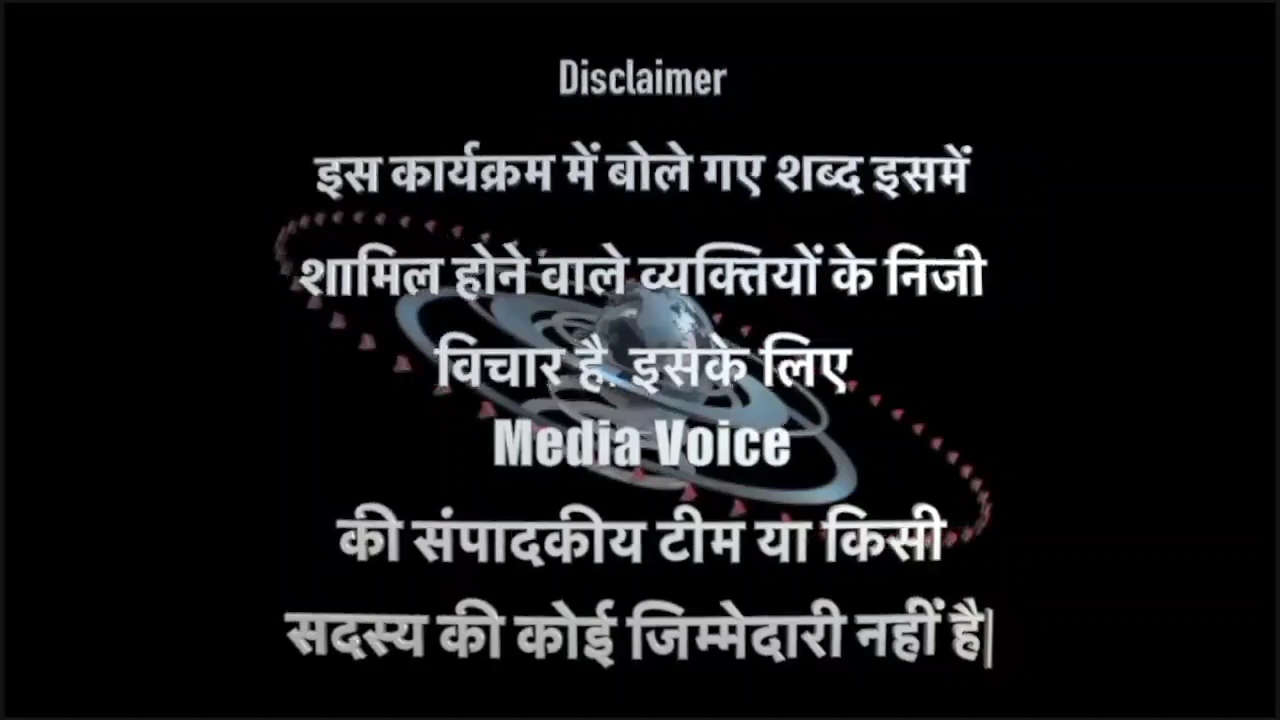 Disclaimer
इस कार्यक्रम में बोले गए शब्द इसमें
शामिल होने वाले व्यक्तियों के निजी
विचार है. इसके लिए
Media Voice
की संपादकीय टीम या किसी
सदस्य की कोई जिम्मेदारी नहीं है|